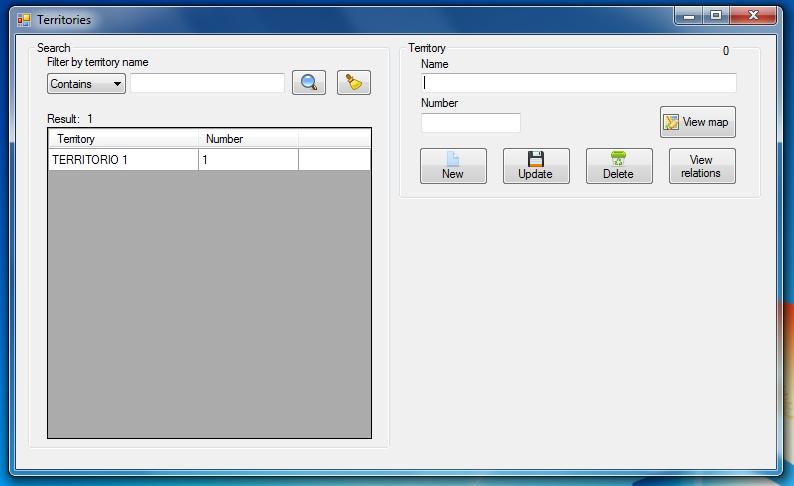 Territories
Search
Filter by territory name
Contains
Result: 1
Territory Number
TERRITORIO 1 1
Territory 0
Name
Number
View map
New Update Delete View relations